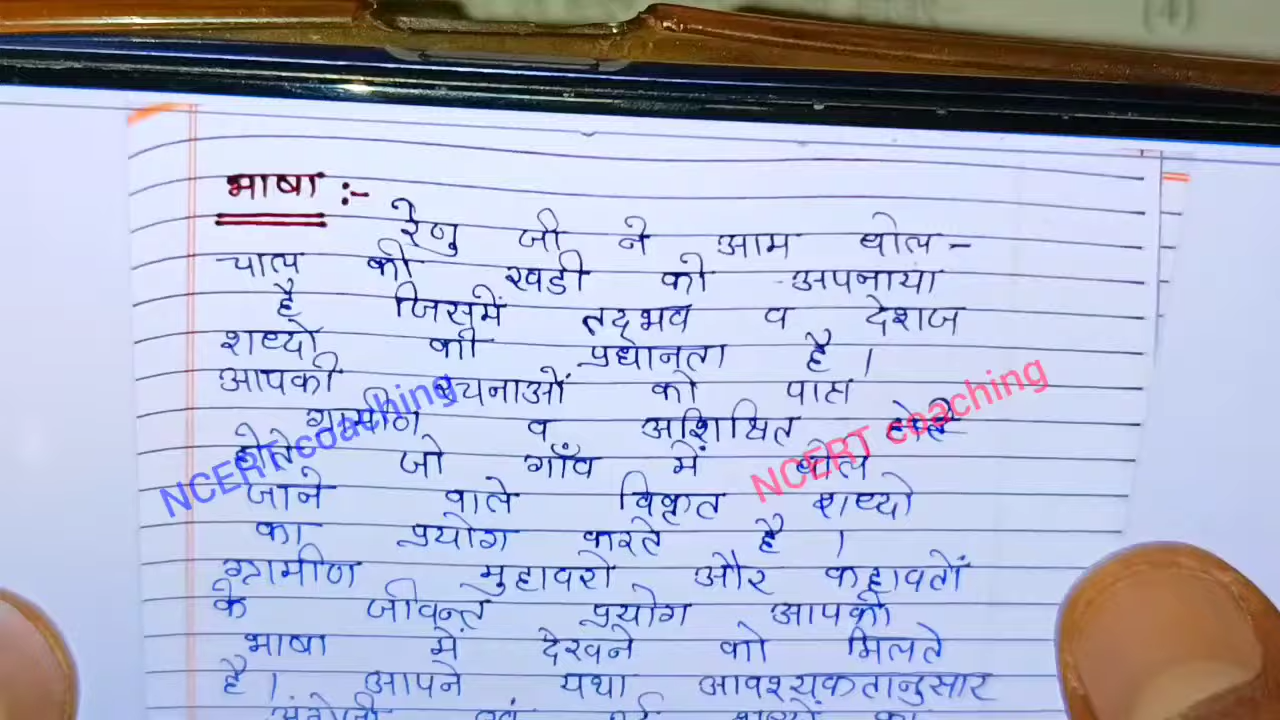 (4)
भाषा :-
रेणु जी ने आम बोल-
चाल की खडी को अपनाया
है जिसमें तद्भव व देशज
शब्दो की प्रधानता है ।
आपकी रचनाओं को पात्र
ग्रामीण व अशिक्षित
होते जो गाँव में बोले
जाने वाले विकृत शब्दो
का प्रयोग करते है ।
ग्रामीण मुहावरो और कहावतों
के जीवन्त प्रयोग आपकी
भाषा में देखने को मिलते
है । आपने यथा आवश्यकतानुसार
NCERT coaching
NCERT coaching